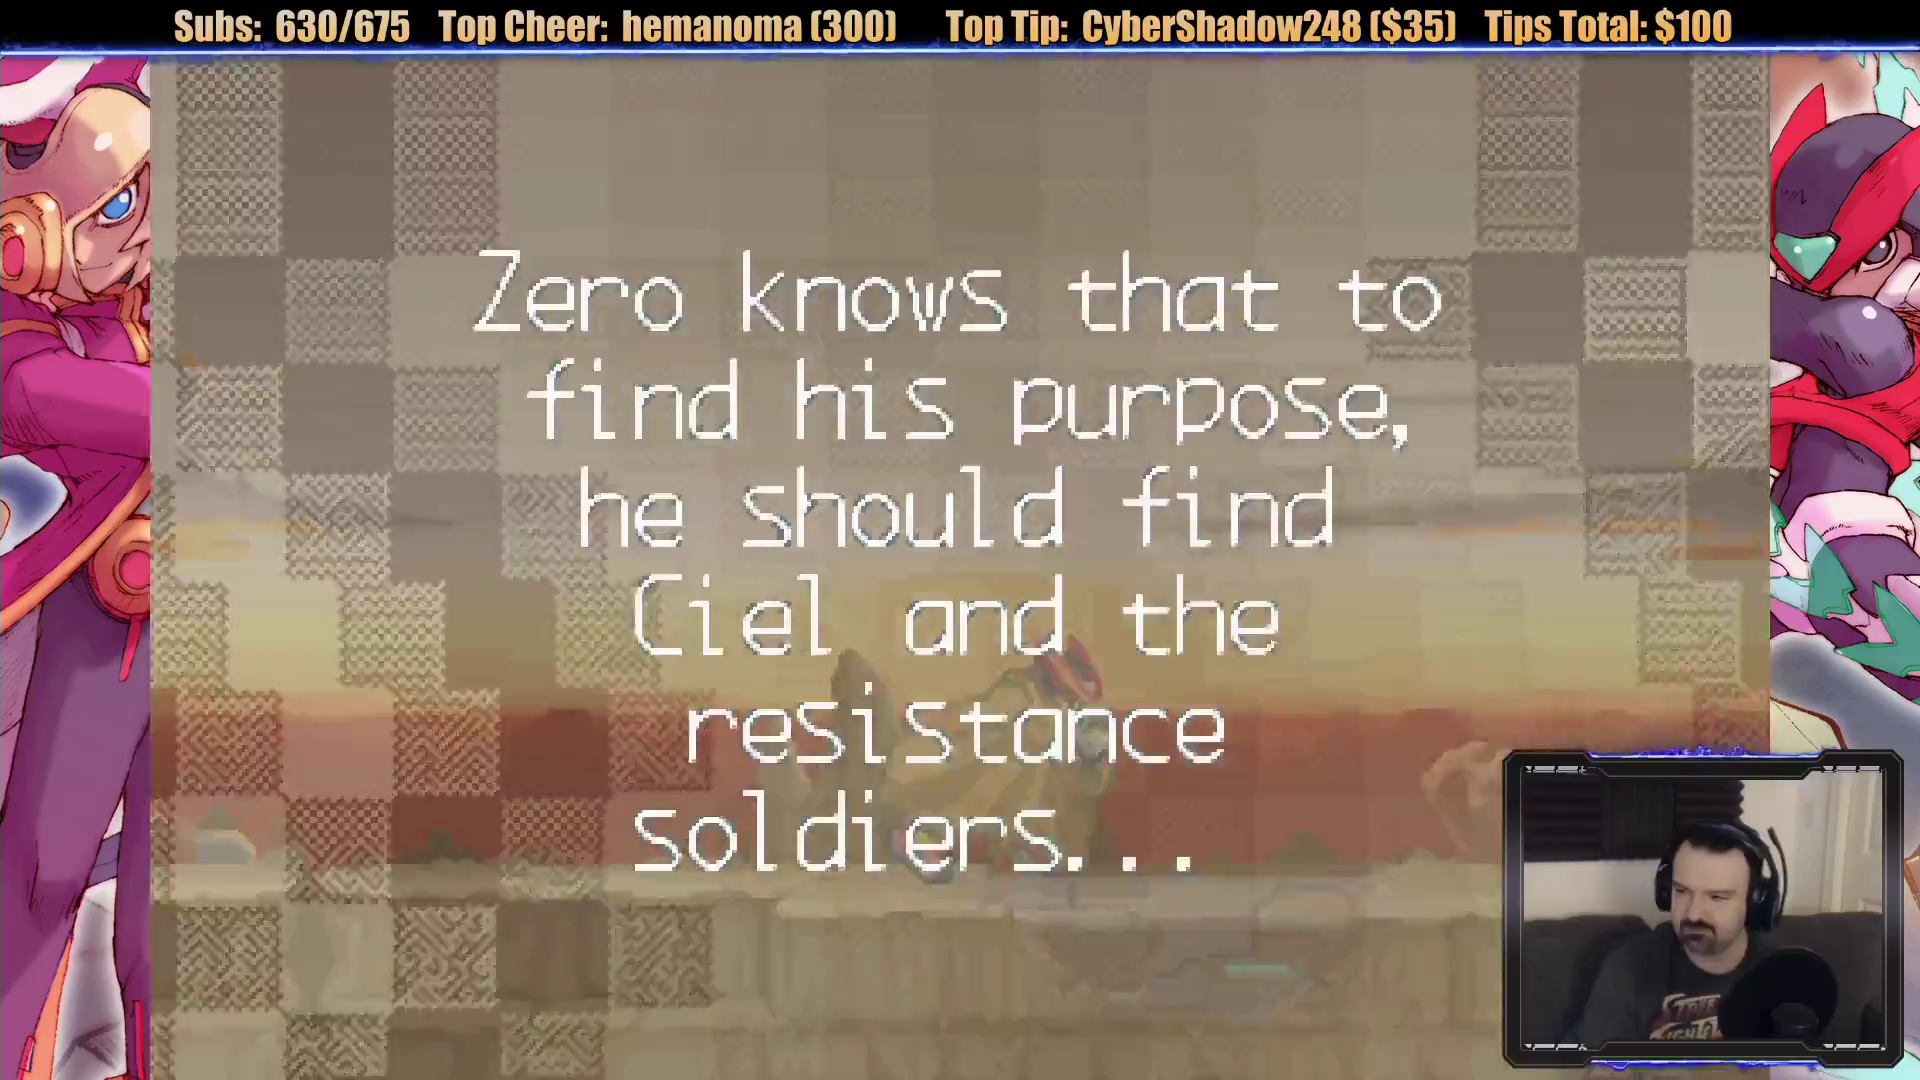 Subs: 630/675 Top Cheer: hemanoma (300) Top Tip: CyberShadow248 ($35) Tips Total: $100
Zero knows that to
find his purpose,
he should find
Ciel and the
resistance
soldiers...